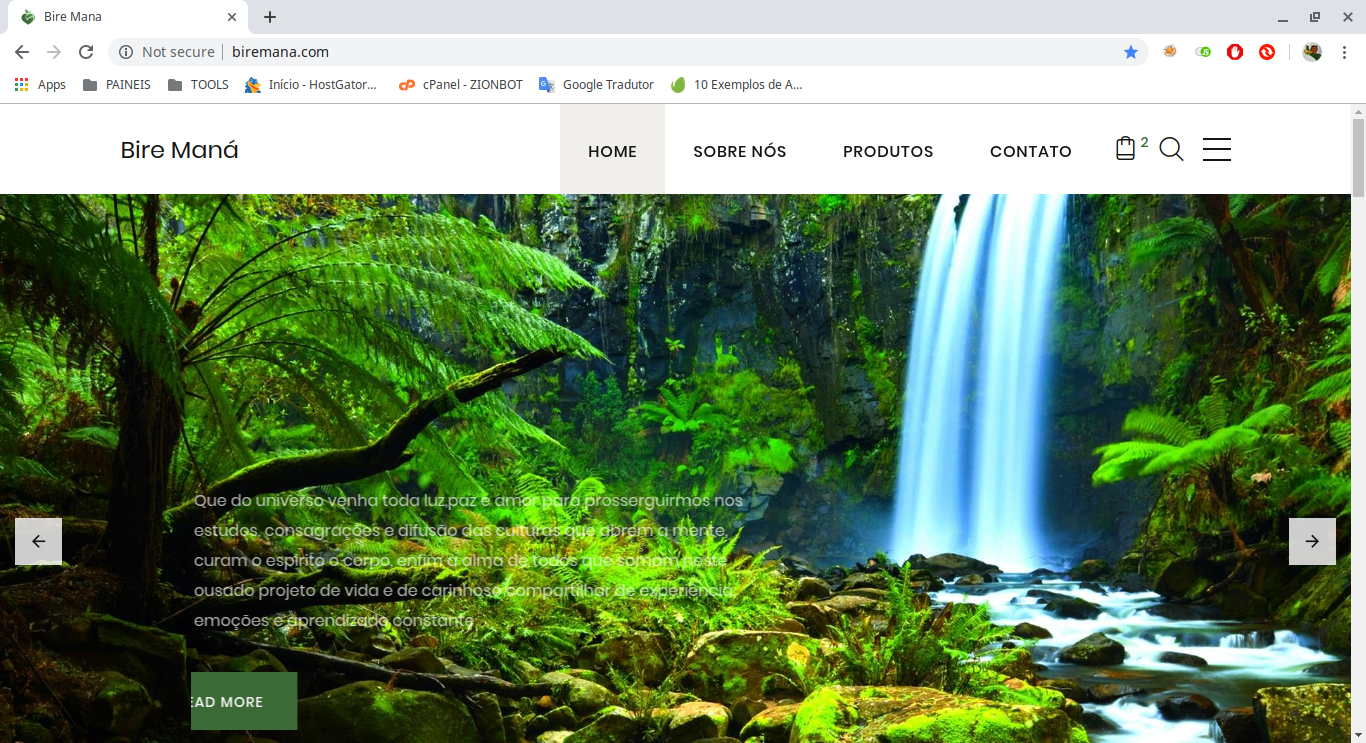 Bire Mana
Not secure | biremana.com
Apps PAINEIS TOOLS Início - HostGator... cPanel - ZIONBOT Google Tradutor 10 Exemplos de A...
Bire Maná HOME SOBRE NÓS PRODUTOS CONTATO 2
Que do universo venha toda luz,paz e amor para prosserguirmos nos
estudos, consagrações e difusão das culturas que abrem a mente,
curam o espirito o corpo, enfim a alma de todos que somam neste
ousado projeto de vida e de carinhoso compartilhar de experiência,
emoções e aprendizado constante.
EAD MORE